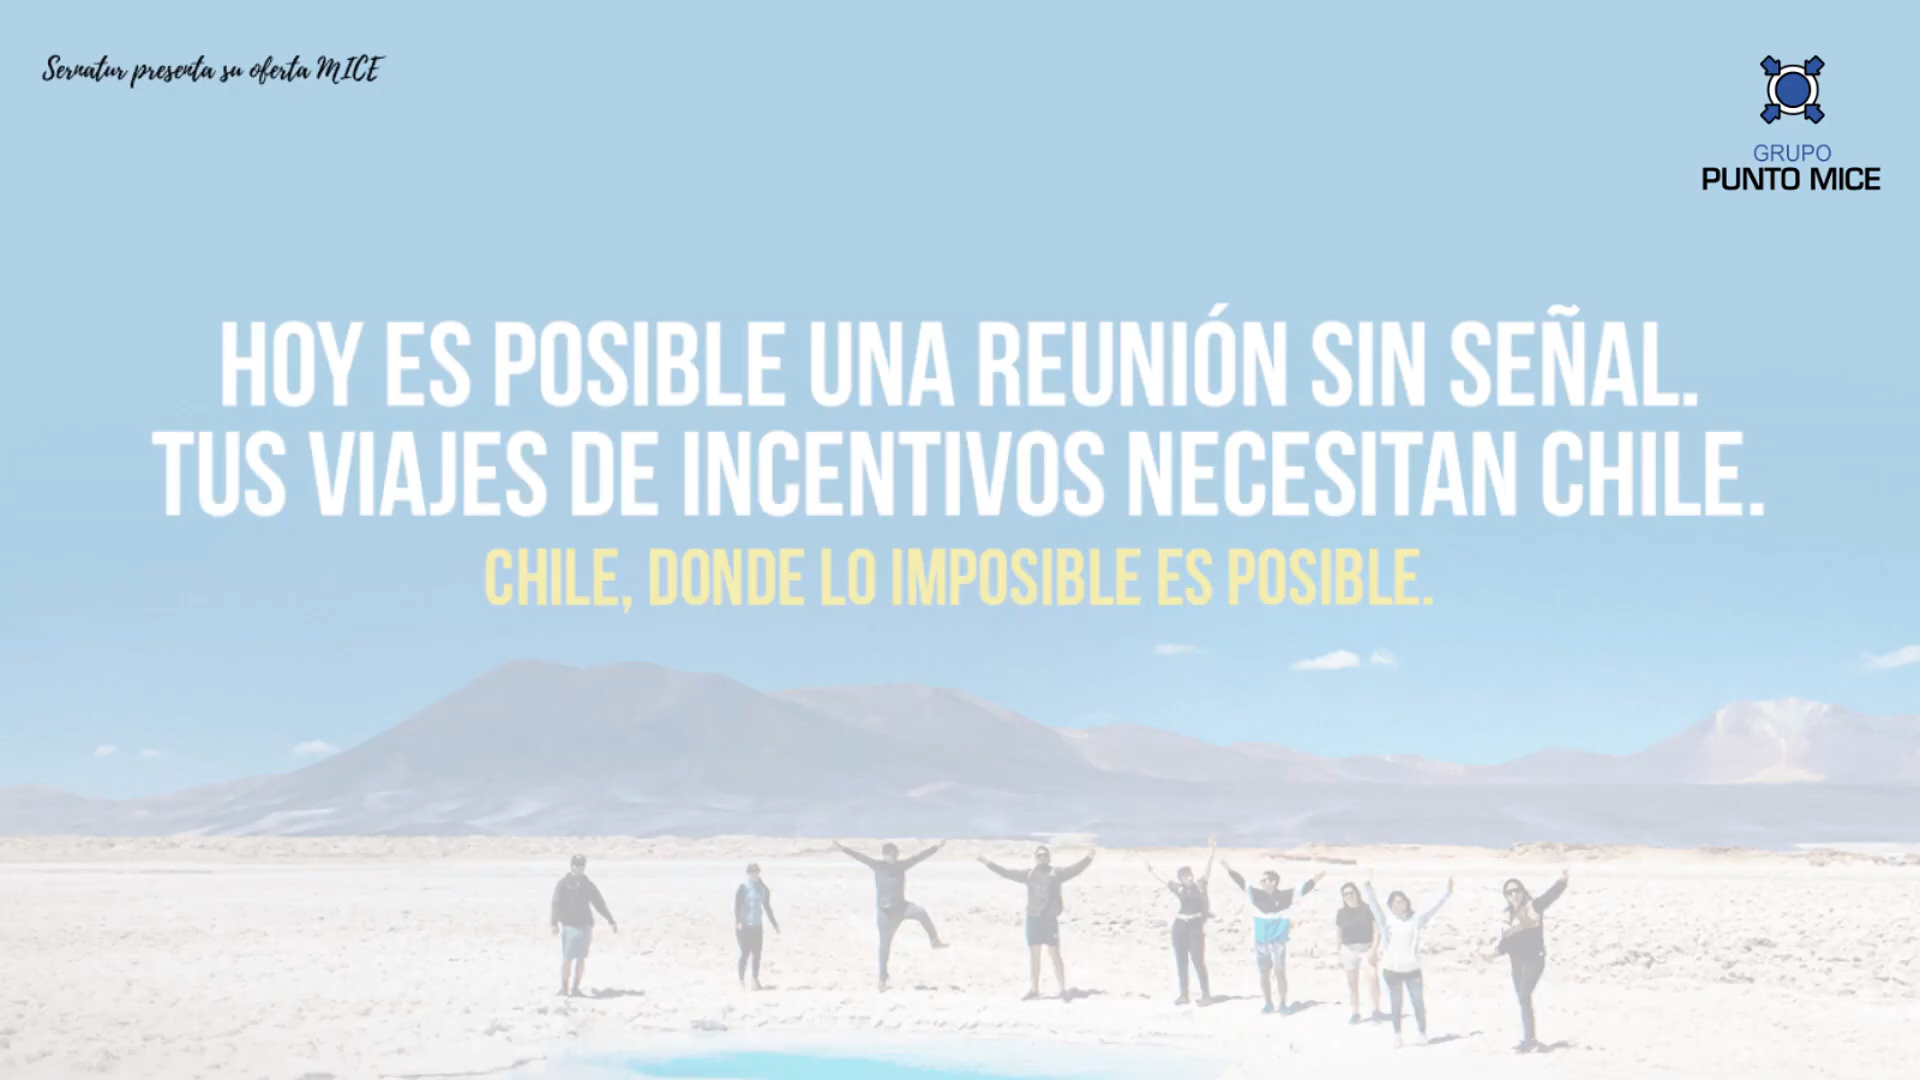 Sernatur presenta su oferta MICE
GRUPO
PUNTO MICE
HOY ES POSIBLE UNA REUNIÓN SIN SEÑAL.
TUS VIAJES DE INCENTIVOS NECESITAN CHILE.
CHILE, DONDE LO IMPOSIBLE ES POSIBLE.